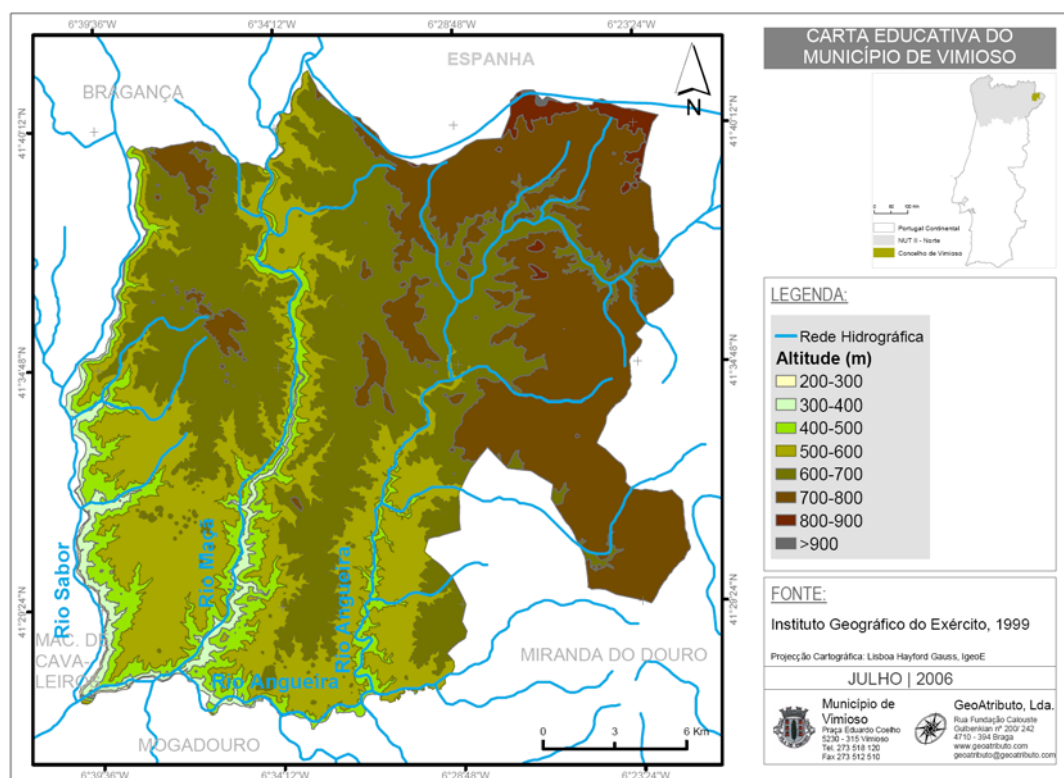 6°39'36"W 6°34'12"W 6°28'48"W 6°23'24"W
41°40'12"N
41°34'48"N
41°29'24"N
BRAGANÇA
ESPANHA
N
Rio Sabor
Rio Maçã
Rio Angueira
Rio Angueira
MAC. DE
CAVA-
LEIROS
MOGADOURO
MIRANDA DO DOURO
0 3 6 Km
41°40'12"N
41°34'48"N
41°29'24"N
6°39'36"W 6°34'12"W 6°28'48"W 6°23'24"W
CARTA EDUCATIVA DO
MUNICÍPIO DE VIMIOSO
0 50 100 Km
Portugal Continental
NUT II - Norte
Concelho de Vimioso
LEGENDA:
Rede Hidrográfica
Altitude (m)
200-300
300-400
400-500
500-600
600-700
700-800
800-900
>900
FONTE:
Instituto Geográfico do Exército, 1999
Projecção Cartográfica: Lisboa Hayford Gauss, IgeoE
JULHO | 2006
Município de
Vimioso
Praça Eduardo Coelho
5230 - 315 Vimioso
Tel. 273 518 120
Fax 273 512 510
GeoAtributo, Lda.
Rua Fundação Calouste
Gulbenkian nº 200/ 242
4710 - 394 Braga
www.geoatributo.com
geoatributo@geoatributo.com